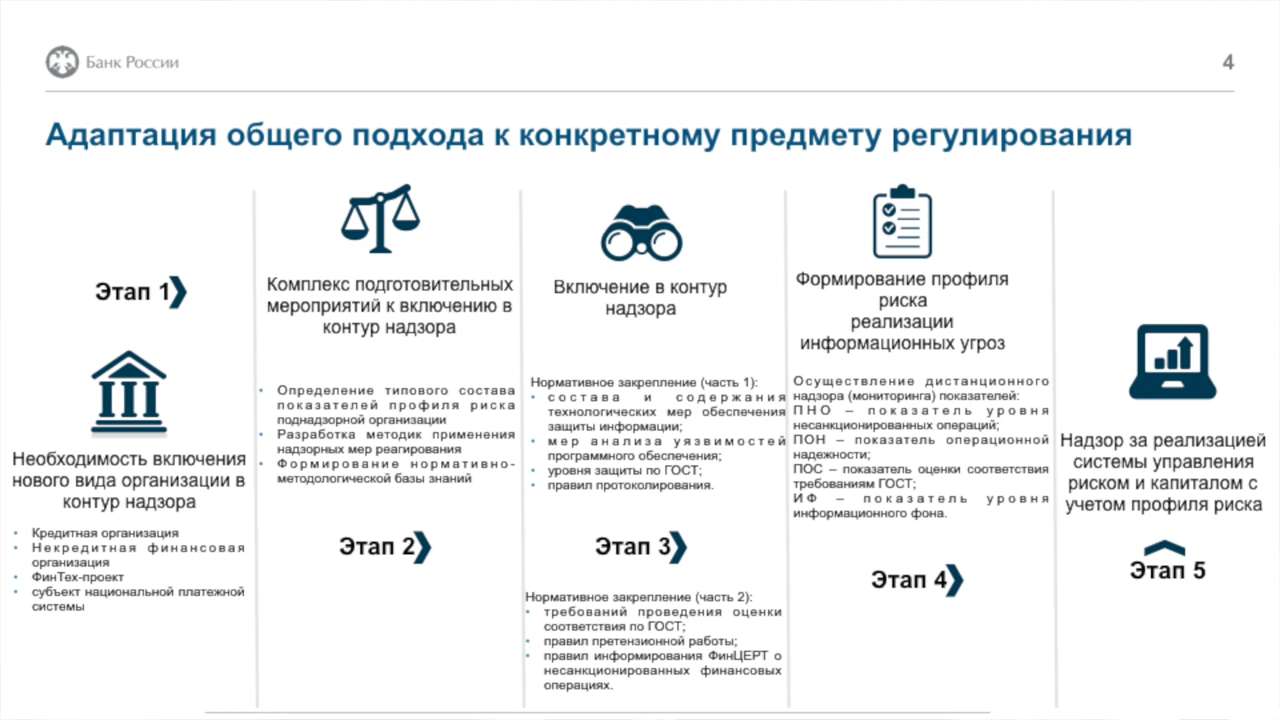 Банк России
4
Адаптация общего подхода к конкретному предмету регулирования
Этап 1
Необходимость включения
нового вида организации в
контур надзора
• Кредитная организация
• Некредитная финансовая
организация
• ФинТех-проект
• субъект национальной платежной
системы
Комплекс подготовительных
мероприятий к включению в
контур надзора
• Определение типового состава
показателей профиля риска
поднадзорной организации
• Разработка методик применения
надзорных мер реагирования
• Формирование нормативно-
методологической базы знаний
Этап 2
Включение в контур
надзора
Нормативное закрепление (часть 1):
• состава и содержания
технологических мер обеспечения
защиты информации;
• мер анализа уязвимостей
программного обеспечения;
• уровня защиты по ГОСТ;
• правил протоколирования.
Этап 3
Нормативное закрепление (часть 2):
• требований проведения оценки
соответствия по ГОСТ;
• правил претензионной работы;
• правил информирования ФинЦЕРТ о
несанкционированных финансовых
операциях.
Формирование профиля
риска
реализации
информационных угроз
Осуществление дистанционного
надзора (мониторинга) показателей:
ПНО – показатель уровня
несанкционированных операций;
ПОН – показатель операционной
надежности;
ПОС – показатель оценки соответствия
требованиям ГОСТ;
ИФ – показатель уровня
информационного фона.
Этап 4
Надзор за реализацией
системы управления
риском и капиталом с
учетом профиля риска
Этап 5